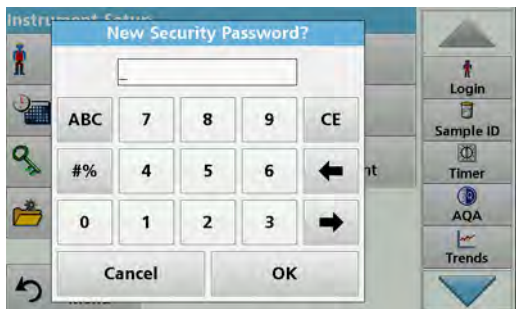 Instrument Setup
New Security Password?
_
ABC 7 8 9 CE
#% 4 5 6
0 1 2 3
Cancel OK
Menu
Login
Sample ID
Timer
AQA
Trends